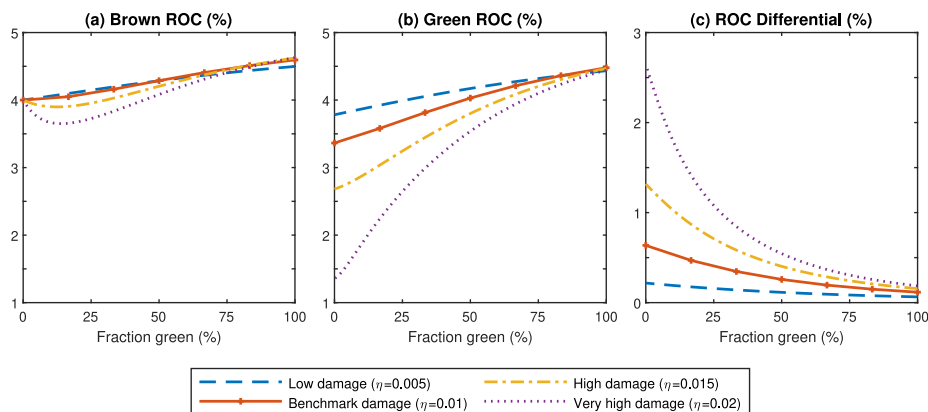 (a) Brown ROC (%)
5
4
3
2
1
0 25 50 75 100
Fraction green (%)
(b) Green ROC (%)
5
4
3
2
1
0 25 50 75 100
Fraction green (%)
(c) ROC Differential (%)
3
2
1
0
0 25 50 75 100
Fraction green (%)
Low damage (η=0.005)
Benchmark damage (η=0.01)
High damage (η=0.015)
Very high damage (η=0.02)